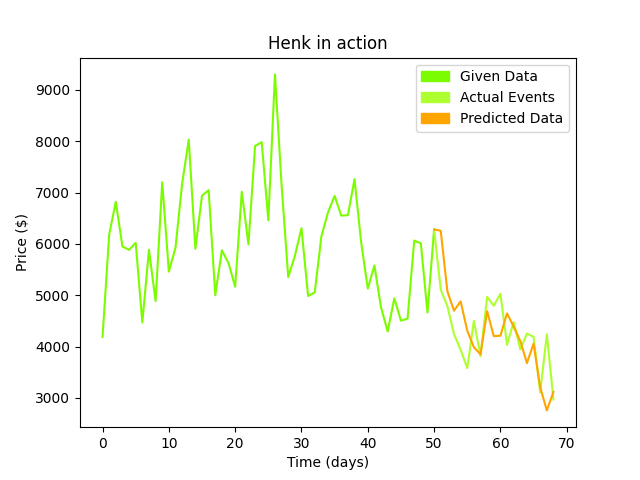 Henk in action
Given Data
Actual Events
Predicted Data
Price ($)
9000
8000
7000
6000
5000
4000
3000
0 10 20 30 40 50 60 70
Time (days)